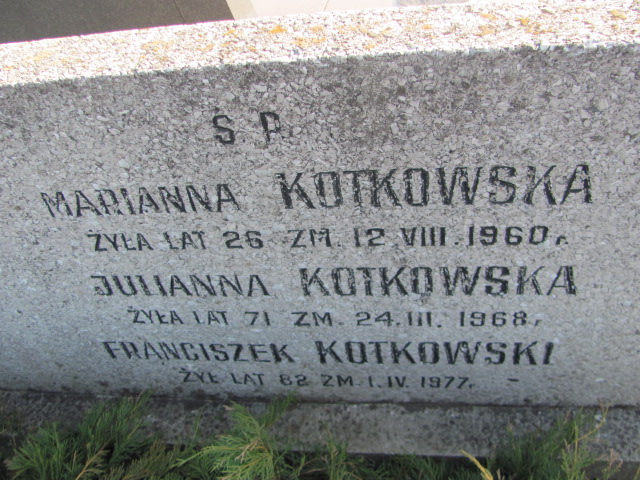 Ś P.
MARIANNA KOTKOWSKA
ŻYŁA LAT 26 ZM. 12 VIII. 1960 r.
JULIANNA KOTKOWSKA
ŻYŁA LAT 71 ZM. 24.III. 1968 r.
FRANCISZEK KOTKOWSKI
ŻYŁ LAT 82 ZM. 1.IV. 1977 r.